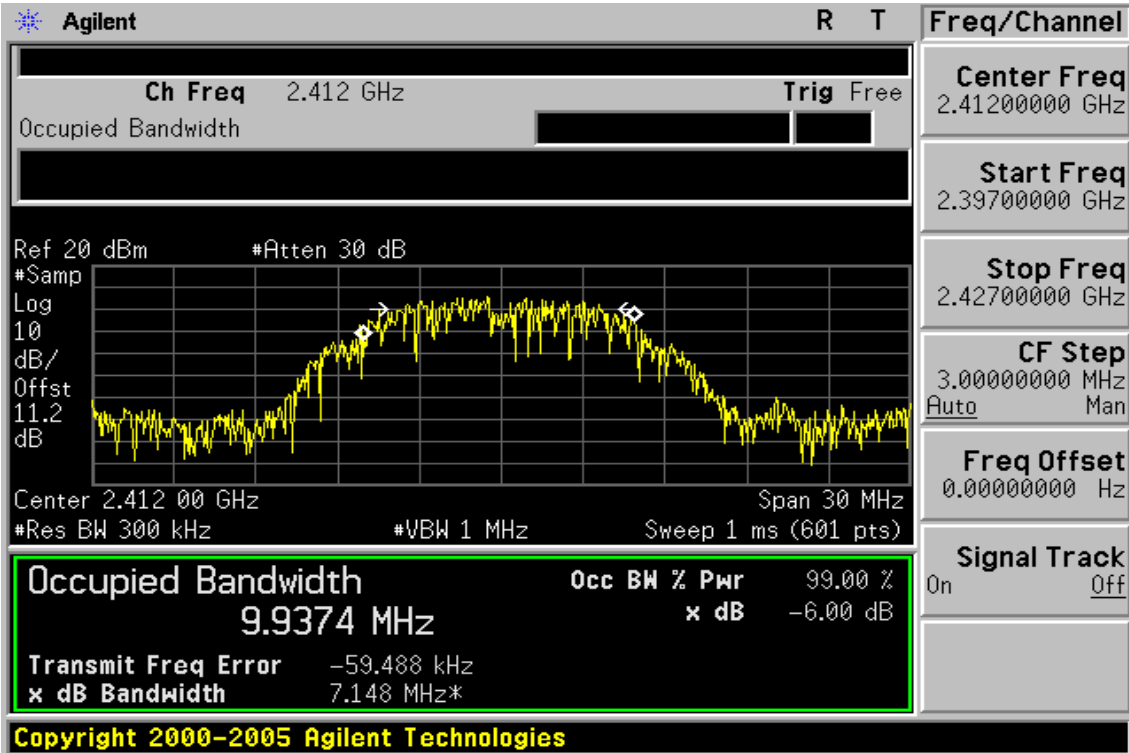 Agilent R T Freq/Channel
Ch Freq 2.412 GHz Trig Free
Occupied Bandwidth
Center Freq
2.41200000 GHz
Start Freq
2.39700000 GHz
Stop Freq
2.42700000 GHz
CF Step
3.00000000 MHz
Auto Man
Freq Offset
0.00000000 Hz
Signal Track
On Off
Ref 20 dBm #Atten 30 dB
#Samp
Log
10
dB/
Offst
11.2
dB
Center 2.412 00 GHz Span 30 MHz
#Res BW 300 kHz #VBW 1 MHz Sweep 1 ms (601 pts)
Occupied Bandwidth Occ BW % Pwr 99.00 %
9.9374 MHz x dB -6.00 dB
Transmit Freq Error -59.488 kHz
x dB Bandwidth 7.148 MHz*
Copyright 2000-2005 Agilent Technologies